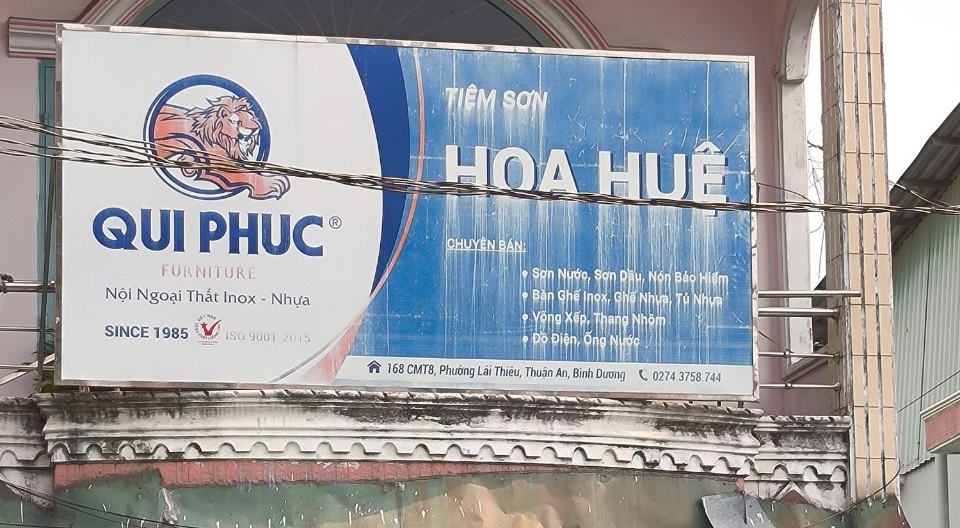 QUI PHUC®
FURNITURE
Nội Ngoại Thất Inox - Nhựa
SINCE 1985
ISO 9001 2015
TIỆM SƠN
HOA HUỆ
CHUYÊN BÁN:
• Sơn Nước, Sơn Dầu, Nón Bảo Hiểm
• Bàn Ghế Inox, Ghế Nhựa, Tủ Nhựa
• Võng Xếp, Thang Nhôm
• Đồ Điện, Ống Nước
168 CMT8, Phường Lái Thiêu, Thuận An, Bình Dương
0274.3758.744